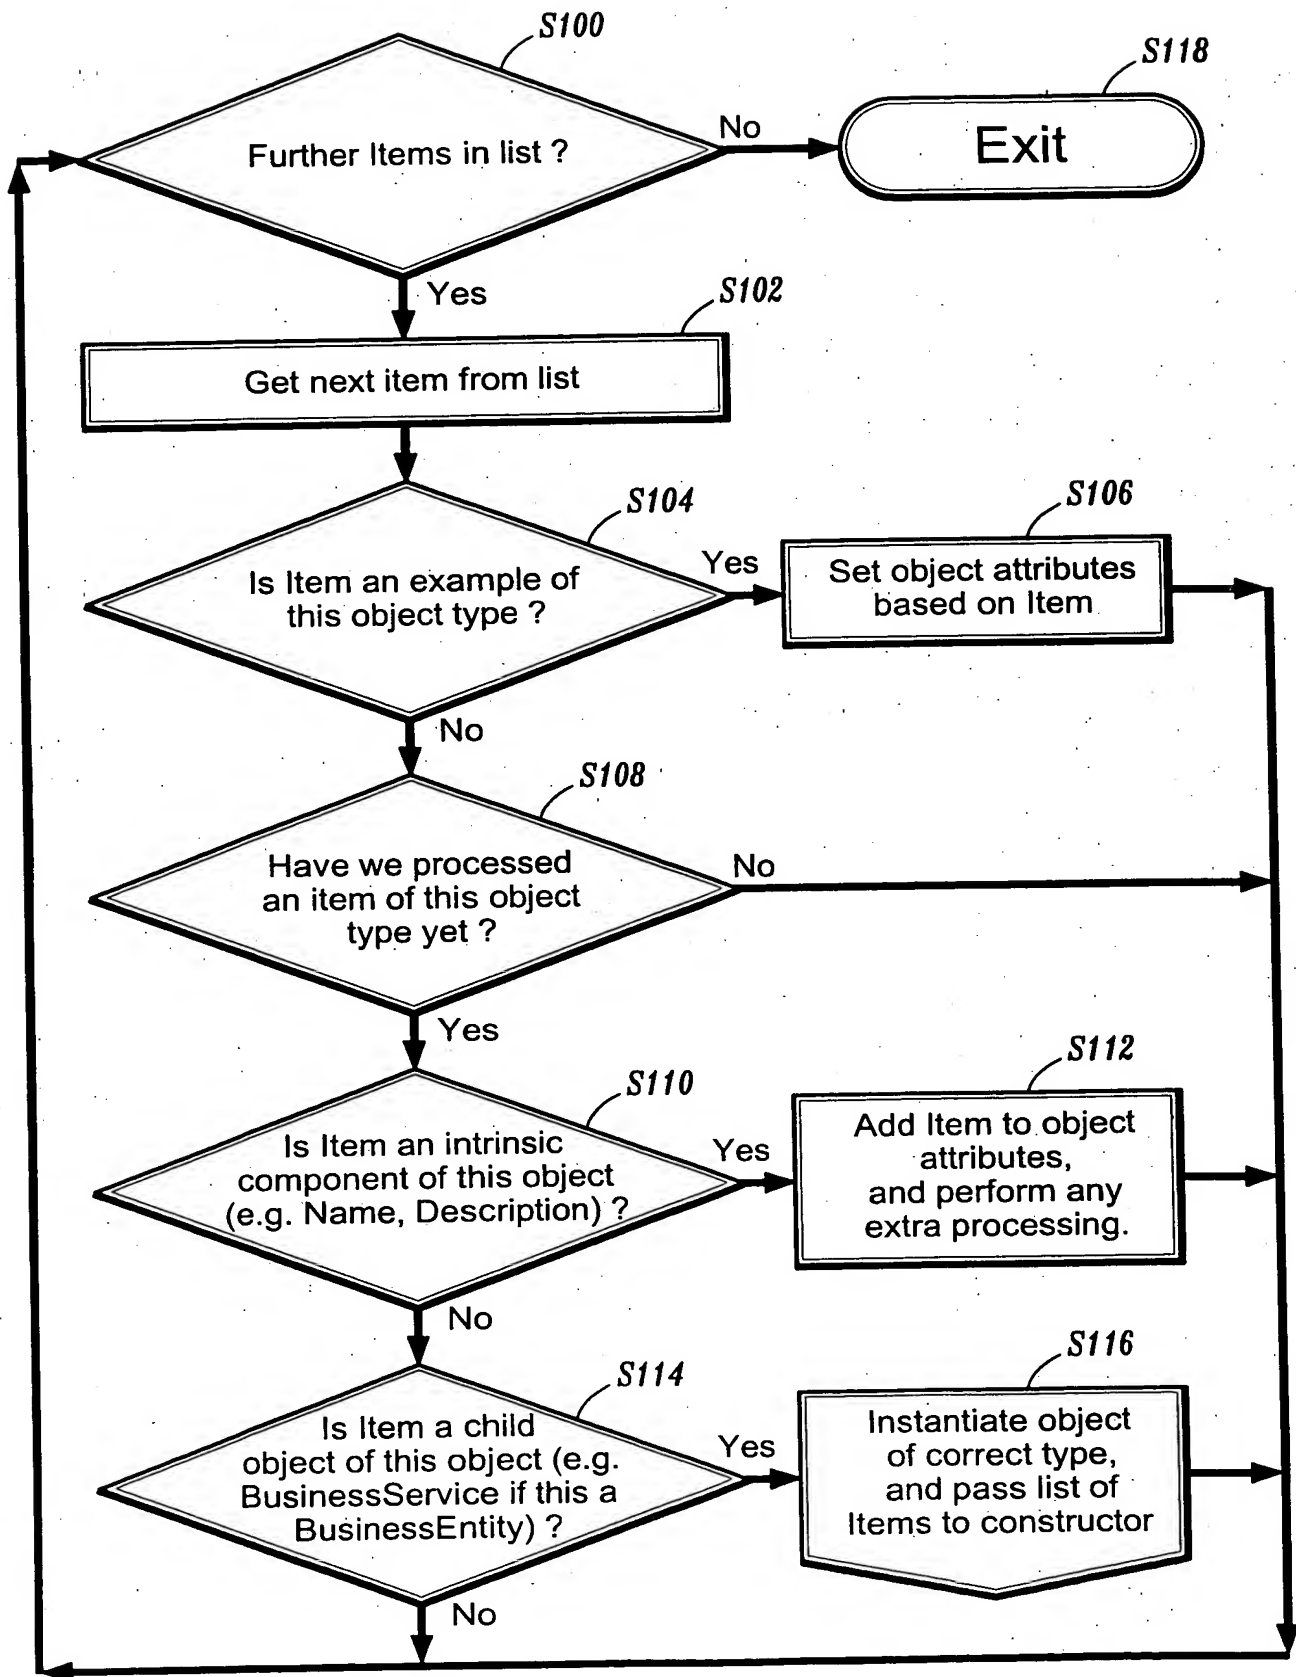 S100
S118
Further Items in list ?
No
Exit
Yes
S102
Get next item from list
S104
S106
Is Item an example of
this object type ?
Yes
Set object attributes
based on Item
No
S108
Have we processed
an item of this object
type yet ?
No
Yes
S110
S112
Is Item an intrinsic
component of this object
(e.g. Name, Description) ?
Yes
Add Item to object
attributes,
and perform any
extra processing.
No
S114
S116
Is Item a child
object of this object (e.g.
BusinessService if this a
BusinessEntity) ?
Yes
Instantiate object
of correct type,
and pass list of
Items to constructor
No